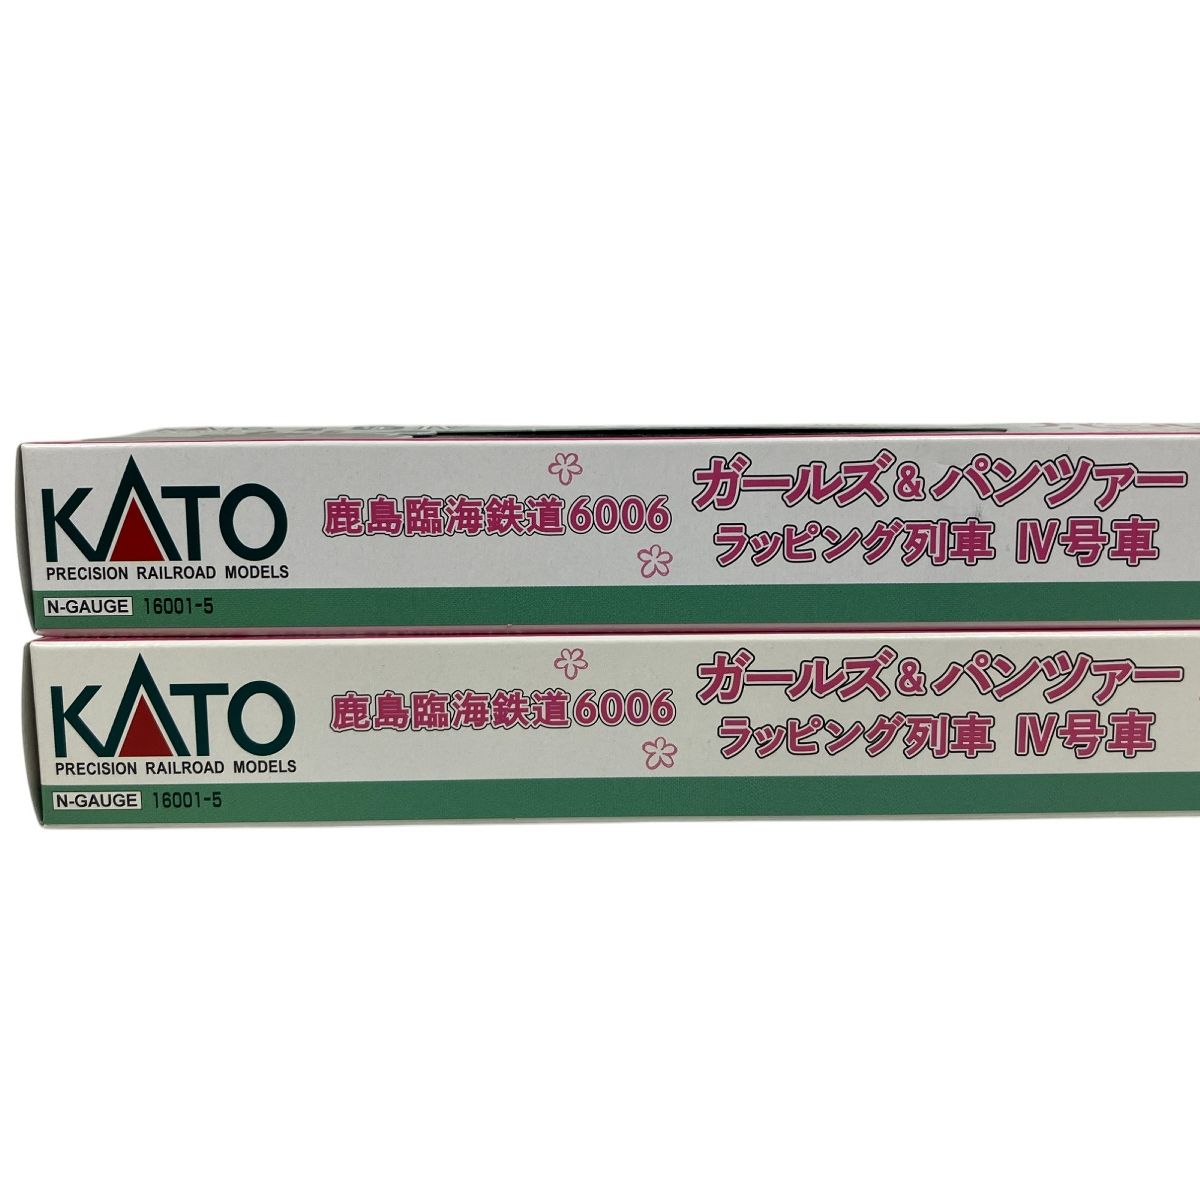 KATO
PRECISION RAILROAD MODELS
N-GAUGE 16001-5
鹿島臨海鉄道6006
ガールズ&パンツァー
ラッピング列車 Ⅳ号車
KATO
PRECISION RAILROAD MODELS
N-GAUGE 16001-5
鹿島臨海鉄道6006
ガールズ&パンツァー
ラッピング列車 Ⅳ号車